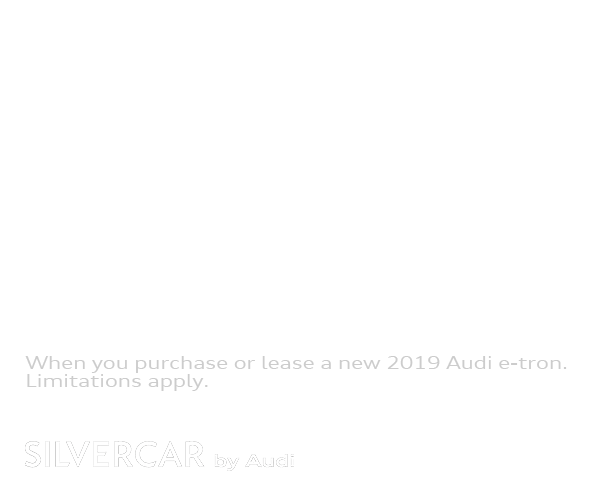 When you purchase or lease a new 2019 Audi e-tron.
Limitations apply.
SILVERCAR by Audi